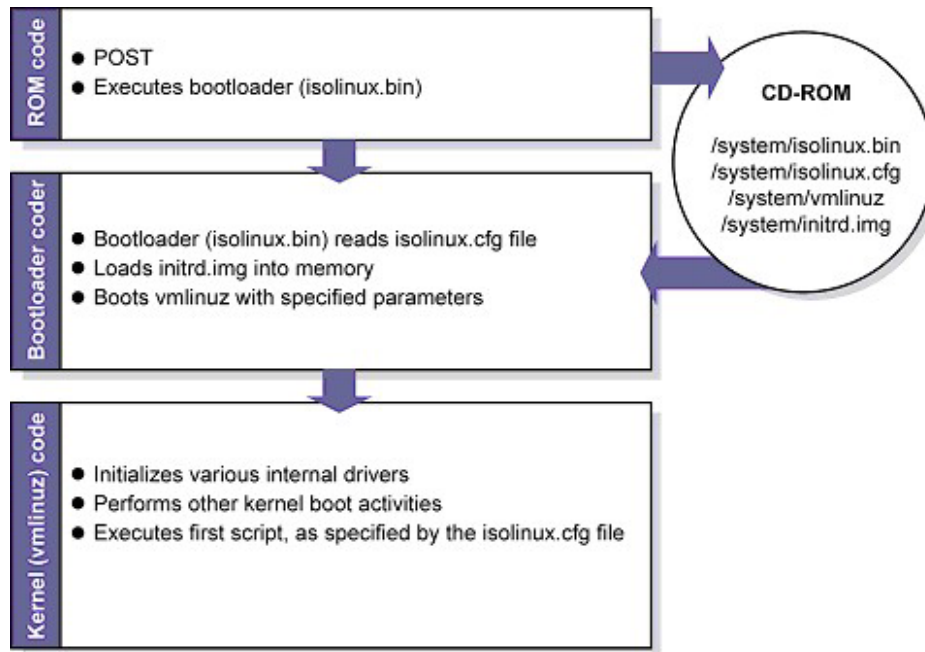 ROM code
● POST
● Executes bootloader (isolinux.bin)
CD-ROM
/system/isolinux.bin
/system/isolinux.cfg
/system/vmlinuz
/system/initrd.img
Bootloader coder
● Bootloader (isolinux.bin) reads isolinux.cfg file
● Loads initrd.img into memory
● Boots vmlinuz with specified parameters
Kernel (vmlinuz) code
● Initializes various internal drivers
● Performs other kernel boot activities
● Executes first script, as specified by the isolinux.cfg file